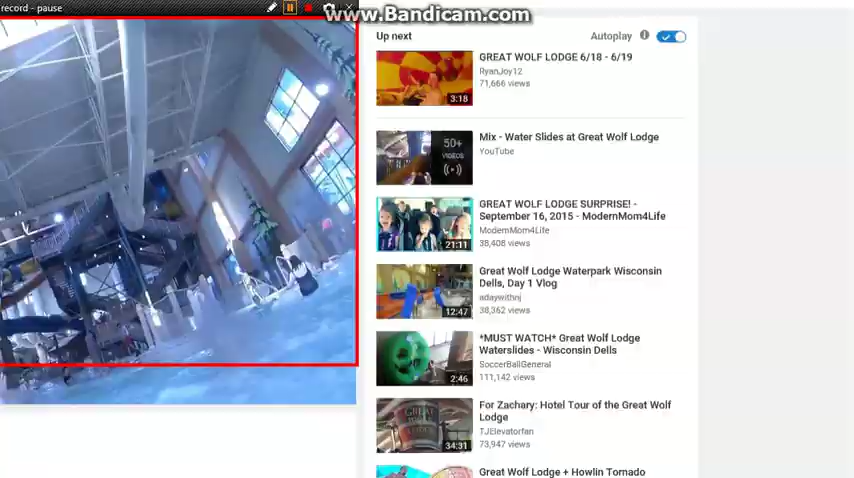 record - pause
www.Bandicam.com
Up next
Autoplay
GREAT WOLF LODGE 6/18 - 6/19
RyanJoy12
71,666 views
3:18
Mix - Water Slides at Great Wolf Lodge
YouTube
50+
VIDEOS
GREAT WOLF LODGE SURPRISE! -
September 16, 2015 - ModernMom4Life
ModernMom4Life
38,408 views
21:11
Great Wolf Lodge Waterpark Wisconsin
Dells, Day 1 Vlog
adaywithnj
38,362 views
12:47
*MUST WATCH* Great Wolf Lodge
Waterslides - Wisconsin Dells
SoccerBallGeneral
111,142 views
2:46
For Zachary: Hotel Tour of the Great Wolf
Lodge
TJElevatorfan
73,947 views
GREAT
WOLF
LODGE
34:31
Great Wolf Lodge + Howlin Tornado